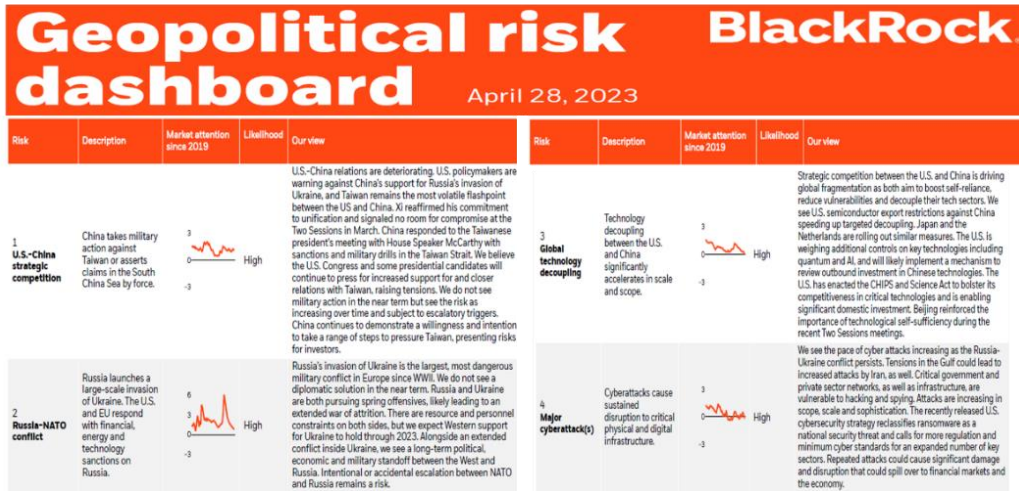 Geopolitical risk
dashboard
April 28, 2023
BlackRock.
Risk
Description
Market attention
since 2019
Likelihood
Our view
1
U.S.-China
strategic
competition
China takes military
action against
Taiwan or asserts
claims in the South
China Sea by force.
3
0
-3
High
U.S.-China relations are deteriorating. U.S. policymakers are
warning against China's support for Russia's invasion of
Ukraine, and Taiwan remains the most volatile flashpoint
between the US and China. Xi reaffirmed his commitment
to unification and signaled no room for compromise at the
Two Sessions in March. China responded to the Taiwanese
president's meeting with House Speaker McCarthy with
sanctions and military drills in the Taiwan Strait. We believe
the U.S. Congress and some presidential candidates will
continue to press for increased support for and closer
relations with Taiwan, raising tensions. We do not see
military action in the near term but see the risk as
increasing over time and subject to escalatory triggers.
China continues to demonstrate a willingness and intention
to take a range of steps to pressure Taiwan, presenting risks
for investors.
2
Russia-NATO
conflict
Russia launches a
large-scale invasion
of Ukraine. The U.S.
and EU respond
with financial,
energy and
technology
sanctions on
Russia.
6
3
0
-3
High
Russia's invasion of Ukraine is the largest, most dangerous
military conflict in Europe since WWII. We do not see a
diplomatic solution in the near term. Russia and Ukraine
are both pursuing spring offensives, likely leading to an
extended war of attrition. There are resource and personnel
constraints on both sides, but we expect Western support
for Ukraine to hold through 2023. Alongside an extended
conflict inside Ukraine, we see a long-term political,
economic and military standoff between the West and
Russia. Intentional or accidental escalation between NATO
and Russia remains a risk.
Risk
Description
Market attention
since 2019
Likelihood
Our view
3
Global
technology
decoupling
Technology
decoupling
between the U.S.
and China
significantly
accelerates in scale
and scope.
3
0
-3
High
Strategic competition between the U.S. and China is driving
global fragmentation as both aim to boost self-reliance,
reduce vulnerabilities and decouple their tech sectors. We
see U.S. semiconductor export restrictions against China
speeding up targeted decoupling. Japan and the
Netherlands are rolling out similar measures. The U.S. is
weighing additional controls on key technologies including
quantum and AI, and will likely implement a mechanism to
review outbound investment in Chinese technologies. The
U.S. has enacted the CHIPS and Science Act to bolster its
competitiveness in critical technologies and is enabling
significant domestic investment. Beijing reinforced the
importance of technological self-sufficiency during the
recent Two Sessions meetings.
4
Major
cyberattack(s)
Cyberattacks cause
sustained
disruption to critical
physical and digital
infrastructure.
3
0
-3
High
We see the pace of cyber attacks increasing as the Russia-
Ukraine conflict persists. Tensions in the Gulf could lead to
increased attacks by Iran, as well. Critical government and
private sector networks, as well as infrastructure, are
vulnerable to hacking and spying. Attacks are increasing in
scope, scale and sophistication. The recently released U.S.
cybersecurity strategy reclassifies ransomware as a
national security threat and calls for more regulation and
minimum cyber standards for an expanded number of key
sectors. Repeated attacks could cause significant damage
and disruption that could spill over to financial markets and
the economy.